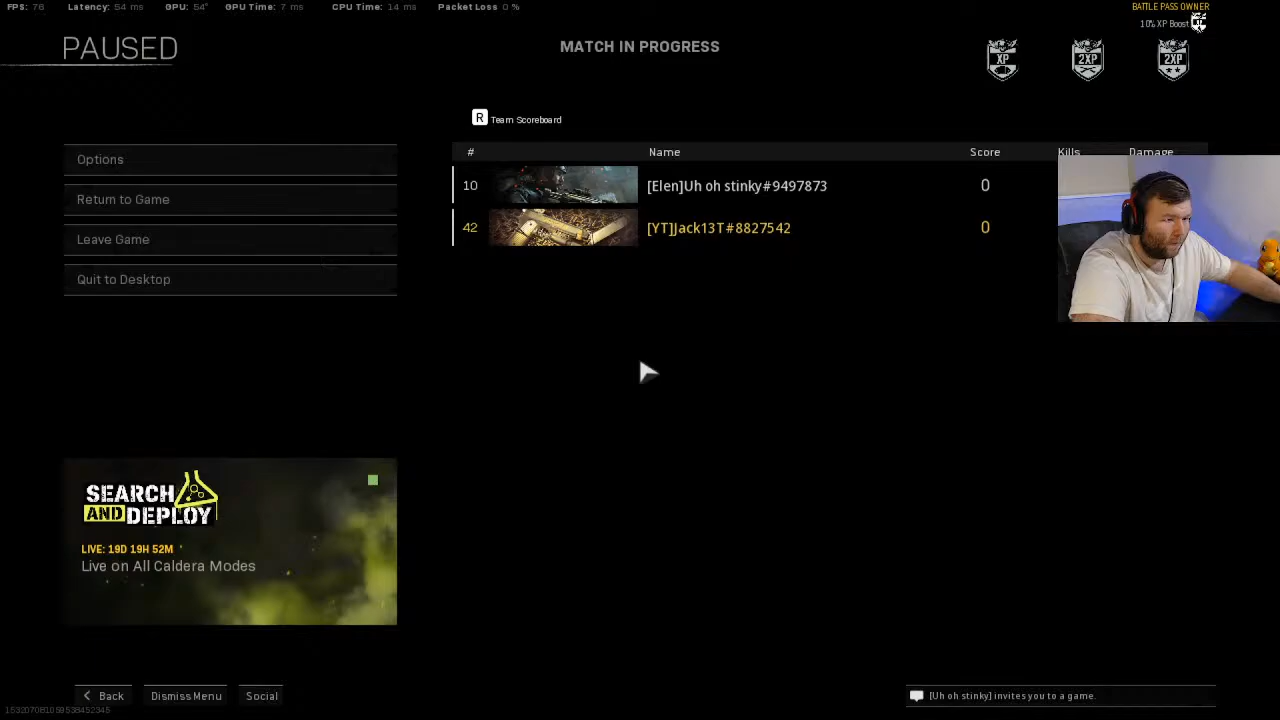 FPS: 76 Latency: 54 ms GPU: 54° GPU Time: 7 ms CPU Time: 14 ms Packet Loss 0 %
BATTLE PASS OWNER
10% XP Boost
PAUSED
MATCH IN PROGRESS
XP 2XP 2XP
R Team Scoreboard
# Name Score Kills Damage
10 [Elen]Uh oh stinky#9497873 0
42 [YT]Jack13T#8827542 0
Options
Return to Game
Leave Game
Quit to Desktop
SEARCH
AND DEPLOY
LIVE: 19D 19H 52M
Live on All Caldera Modes
Back Dismiss Menu Social
[Uh oh stinky] invites you to a game.